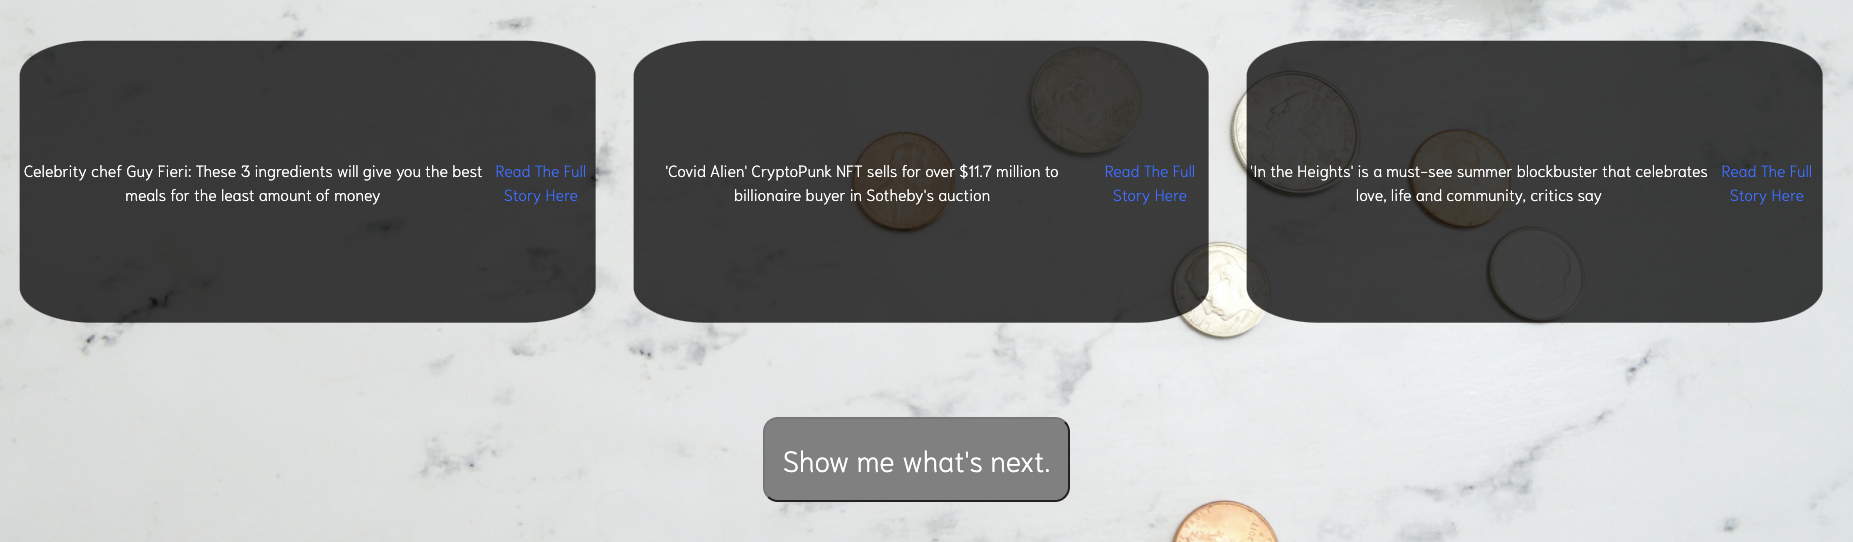 Celebrity chef Guy Fieri: These 3 ingredients will give you the best
meals for the least amount of money
Read The Full
Story Here
'Covid Alien' CryptoPunk NFT sells for over $11.7 million to
billionaire buyer in Sotheby's auction
Read The Full
Story Here
'In the Heights' is a must-see summer blockbuster that celebrates
love, life and community, critics say
Read The Full
Story Here
Show me what's next.